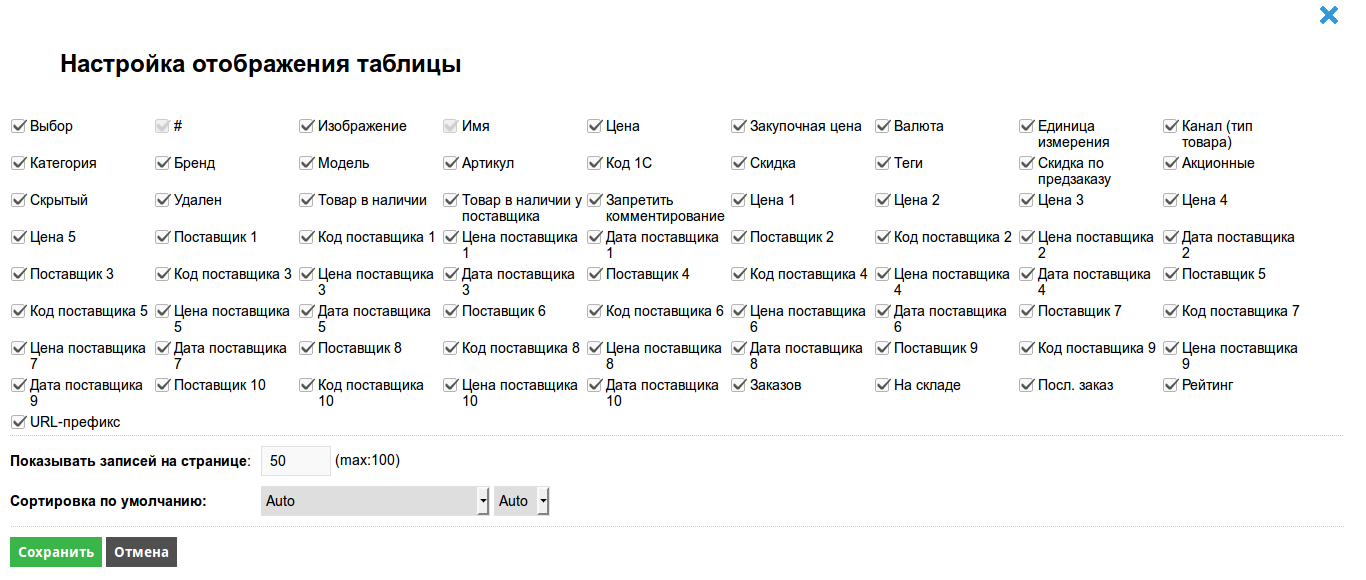 Настройка отображения таблицы
Выбор # Изображение Имя Цена Закупочная цена Валюта Единица измерения Канал (тип товара)
Категория Бренд Модель Артикул Код 1С Скидка Теги Скидка по предзаказу Акционные
Скрытый Удален Товар в наличии Товар в наличии у поставщика Запретить комментирование Цена 1 Цена 2 Цена 3 Цена 4
Цена 5 Поставщик 1 Код поставщика 1 Цена поставщика 1 Дата поставщика 1 Поставщик 2 Код поставщика 2 Цена поставщика 2 Дата поставщика 2
Поставщик 3 Код поставщика 3 Цена поставщика 3 Дата поставщика 3 Поставщик 4 Код поставщика 4 Цена поставщика 4 Дата поставщика 4 Поставщик 5
Код поставщика 5 Цена поставщика 5 Дата поставщика 5 Поставщик 6 Код поставщика 6 Цена поставщика 6 Дата поставщика 6 Поставщик 7 Код поставщика 7
Цена поставщика 7 Дата поставщика 7 Поставщик 8 Код поставщика 8 Цена поставщика 8 Дата поставщика 8 Поставщик 9 Код поставщика 9 Цена поставщика 9
Дата поставщика 9 Поставщик 10 Код поставщика 10 Цена поставщика 10 Дата поставщика 10 Заказов На складе Посл. заказ Рейтинг
URL-префикс
Показывать записей на странице: 50 (max:100)
Сортировка по умолчанию: Auto Auto
Сохранить Отмена